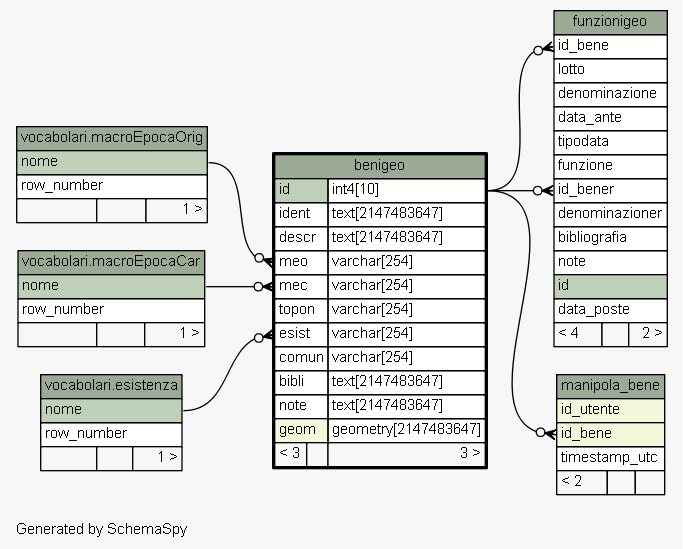 vocabolari.macroEpocaOrig
nome
row_number
1 >
vocabolari.macroEpocaCar
nome
row_number
1 >
vocabolari.esistenza
nome
row_number
1 >
benigeo
id int4[10]
ident text[2147483647]
descr text[2147483647]
meo varchar[254]
mec varchar[254]
topon varchar[254]
esist varchar[254]
comun varchar[254]
bibli text[2147483647]
note text[2147483647]
geom geometry[2147483647]
< 3 3 >
funzionigeo
id_bene
lotto
denominazione
data_ante
tipodata
funzione
id_bener
denominazioner
bibliografia
note
id
data_poste
< 4 2 >
manipola_bene
id_utente
id_bene
timestamp_utc
< 2
Generated by SchemaSpy